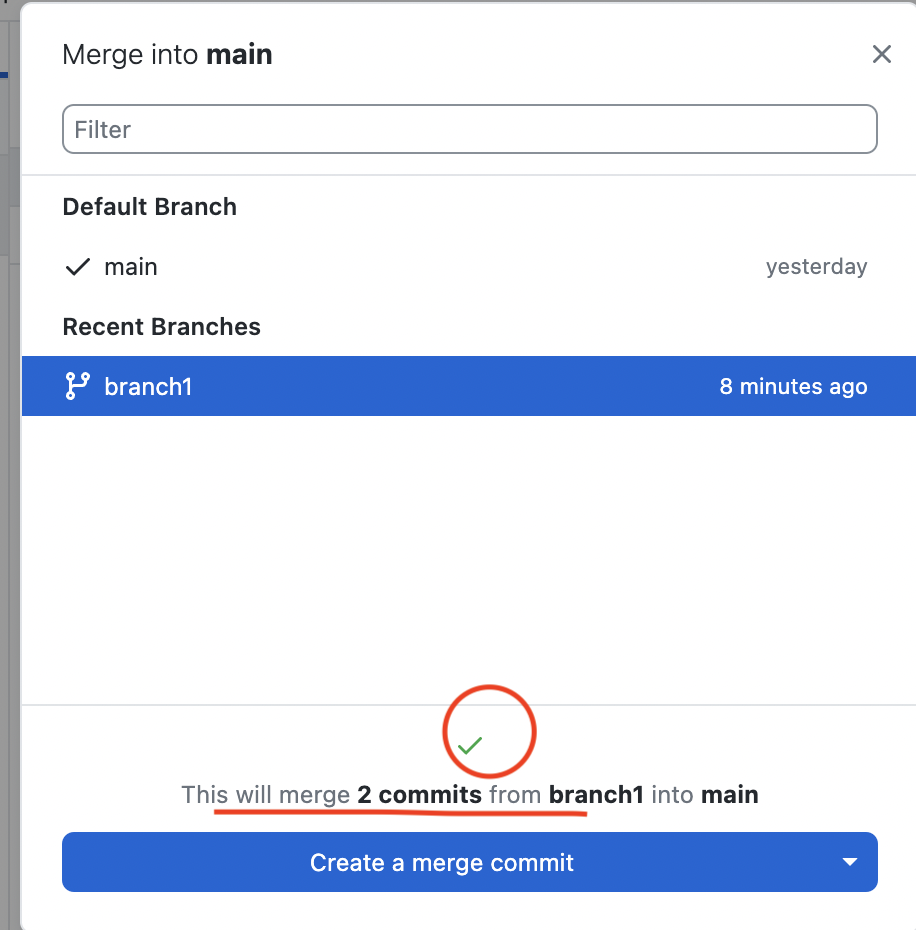 Merge into main
Filter
Default Branch
main yesterday
Recent Branches
branch1 8 minutes ago
This will merge 2 commits from branch1 into main
Create a merge commit